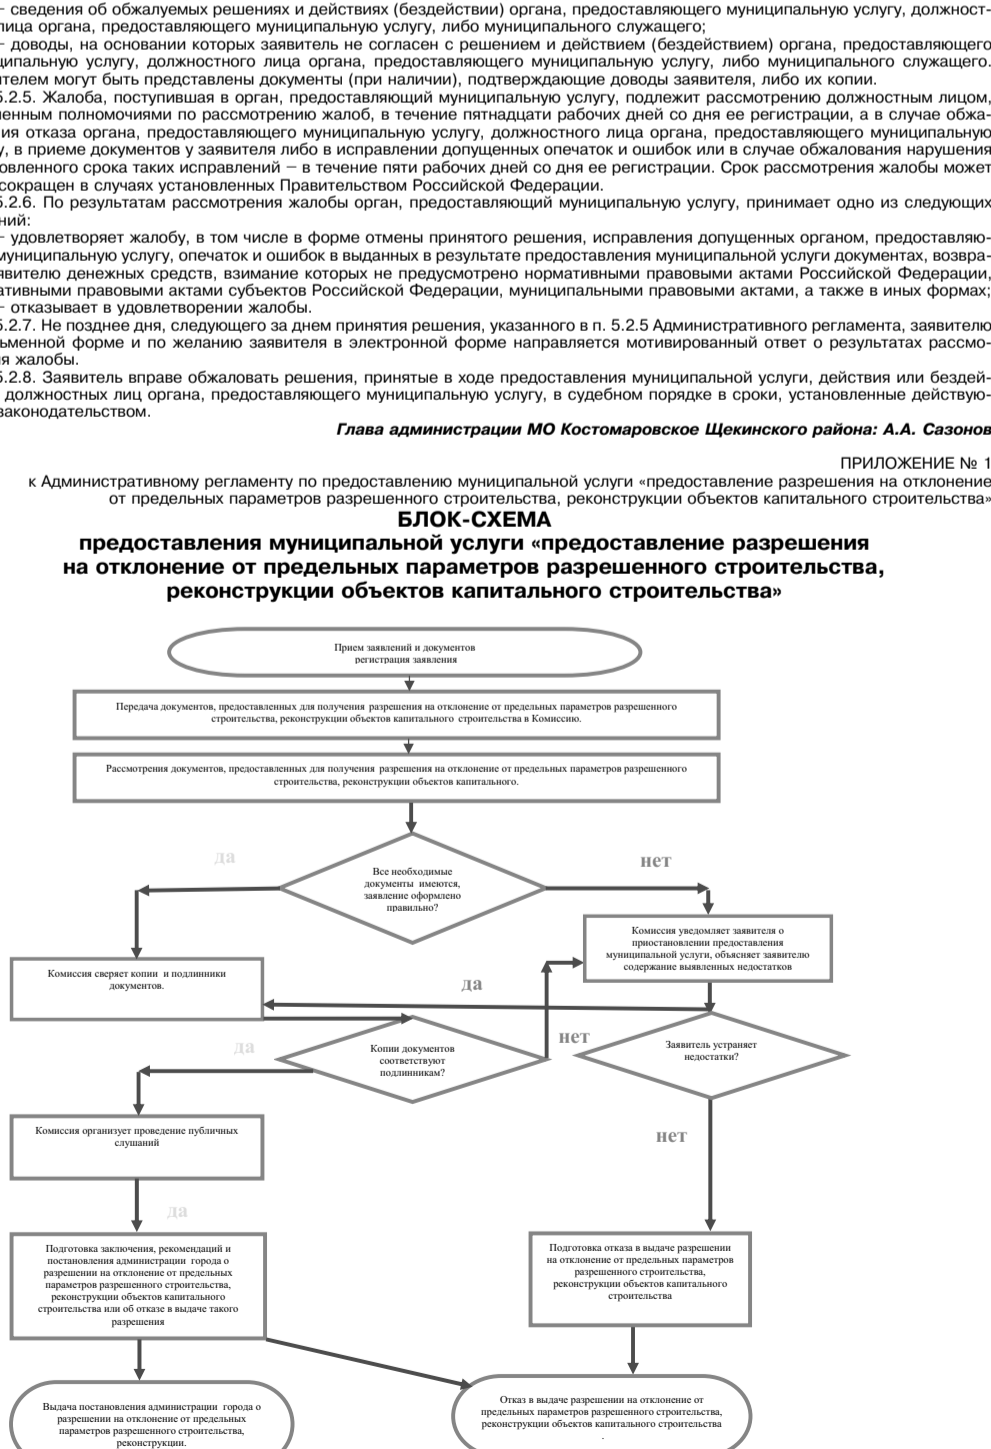 – сведения об обжалуемых решениях и действиях (бездействии) органа, предоставляющего муниципальную услугу, должност-
лица органа, предоставляющего муниципальную услугу, либо муниципального служащего;
– доводы, на основании которых заявитель не согласен с решением и действием (бездействием) органа, предоставляющего
ципальную услугу, должностного лица органа, предоставляющего муниципальную услугу, либо муниципального служащего.
ителем могут быть представлены документы (при наличии), подтверждающие доводы заявителя, либо их копии.
5.2.5. Жалоба, поступившая в орган, предоставляющий муниципальную услугу, подлежит рассмотрению должностным лицом,
ленным полномочиями по рассмотрению жалоб, в течение пятнадцати рабочих дней со дня ее регистрации, а в случае обжа-
ния отказа органа, предоставляющего муниципальную услугу, должностного лица органа, предоставляющего муниципальную
у, в приеме документов у заявителя либо в исправлении допущенных опечаток и ошибок или в случае обжалования нарушения
овленного срока таких исправлений – в течение пяти рабочих дней со дня ее регистрации. Срок рассмотрения жалобы может
сокращен в случаях установленных Правительством Российской Федерации.
5.2.6. По результатам рассмотрения жалобы орган, предоставляющий муниципальную услугу, принимает одно из следующих
ний:
– удовлетворяет жалобу, в том числе в форме отмены принятого решения, исправления допущенных органом, предоставляю-
муниципальную услугу, опечаток и ошибок в выданных в результате предоставления муниципальной услуги документах, возвра-
явителю денежных средств, взимание которых не предусмотрено нормативными правовыми актами Российской Федерации,
ативными правовыми актами субъектов Российской Федерации, муниципальными правовыми актами, а также в иных формах;
– отказывает в удовлетворении жалобы.
5.2.7. Не позднее дня, следующего за днем принятия решения, указанного в п. 5.2.5 Административного регламента, заявителю
ьменной форме и по желанию заявителя в электронной форме направляется мотивированный ответ о результатах рассмо-
я жалобы.
5.2.8. Заявитель вправе обжаловать решения, принятые в ходе предоставления муниципальной услуги, действия или бездей-
должностных лиц органа, предоставляющего муниципальную услугу, в судебном порядке в сроки, установленные действую-
законодательством.
Глава администрации МО Костомаровское Щекинского района: А.А. Сазонов
ПРИЛОЖЕНИЕ № 1
к Административному регламенту по предоставлению муниципальной услуги «предоставление разрешения на отклонение
от предельных параметров разрешенного строительства, реконструкции объектов капитального строительства»
БЛОК-СХЕМА
предоставления муниципальной услуги «предоставление разрешения
на отклонение от предельных параметров разрешенного строительства,
реконструкции объектов капитального строительства»
Прием заявлений и документов
регистрация заявления
Передача документов, предоставленных для получения разрешения на отклонение от предельных параметров разрешенного
строительства, реконструкции объектов капитального строительства в Комиссию.
Рассмотрения документов, предоставленных для получения разрешения на отклонение от предельных параметров разрешенного
строительства, реконструкции объектов капитального.
да
нет
Все необходимые
документы имеются,
заявление оформлено
правильно?
Комиссия уведомляет заявителя о
приостановлении предоставления
муниципальной услуги, объясняет заявителю
содержание выявленных недостатков
Комиссия сверяет копии и подлинники
документов.
да
да
нет
Копии документов
соответствуют
подлинникам?
Заявитель устраняет
недостатки?
Комиссия организует проведение публичных
слушаний
нет
да
Подготовка заключения, рекомендаций и
постановления администрации города о
разрешении на отклонение от предельных
параметров разрешенного строительства,
реконструкции объектов капитального
строительства или об отказе в выдаче такого
разрешения
Подготовка отказа в выдаче разрешении
на отклонение от предельных параметров
разрешенного строительства,
реконструкции объектов капитального
строительства
Выдача постановления администрации города о
разрешении на отклонение от предельных
параметров разрешенного строительства,
реконструкции.
Отказ в выдаче разрешении на отклонение от
предельных параметров разрешенного строительства,
реконструкции объектов капитального строительства
.